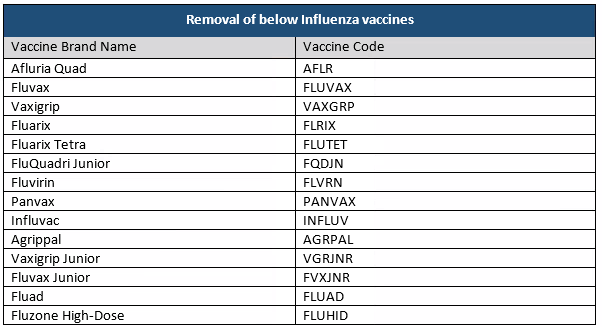 Removal of below Influenza vaccines
Vaccine Brand Name Vaccine Code
Afluria Quad AFLR
Fluvax FLUVAX
Vaxigrip VAXGRP
Fluarix FLRIX
Fluarix Tetra FLUTET
FluQuadri Junior FQDJN
Fluvirin FLVRN
Panvax PANVAX
Influvac INFLUV
Agrippal AGRPAL
Vaxigrip Junior VGRJNR
Fluvax Junior FVXJNR
Fluad FLUAD
Fluzone High-Dose FLUHID